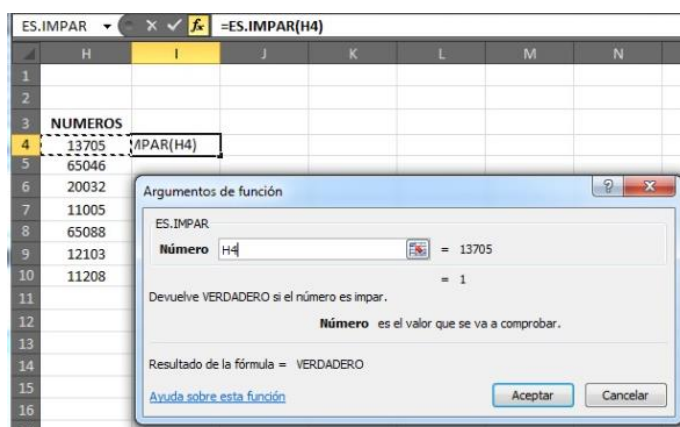 ES.IMPAR fx =ES.IMPAR(H4)
H I J K L M N
1
2
3 NUMEROS
4 13705 MPAR(H4)
5 65046
6 20032
7 11005
8 65088
9 12103
10 11208
11
12
13
14
15
16
Argumentos de función ? X
ES.IMPAR
Número H4 = 13705
= 1
Devuelve VERDADERO si el número es impar.
Número es el valor que se va a comprobar.
Resultado de la fórmula = VERDADERO
Ayuda sobre esta función Aceptar Cancelar